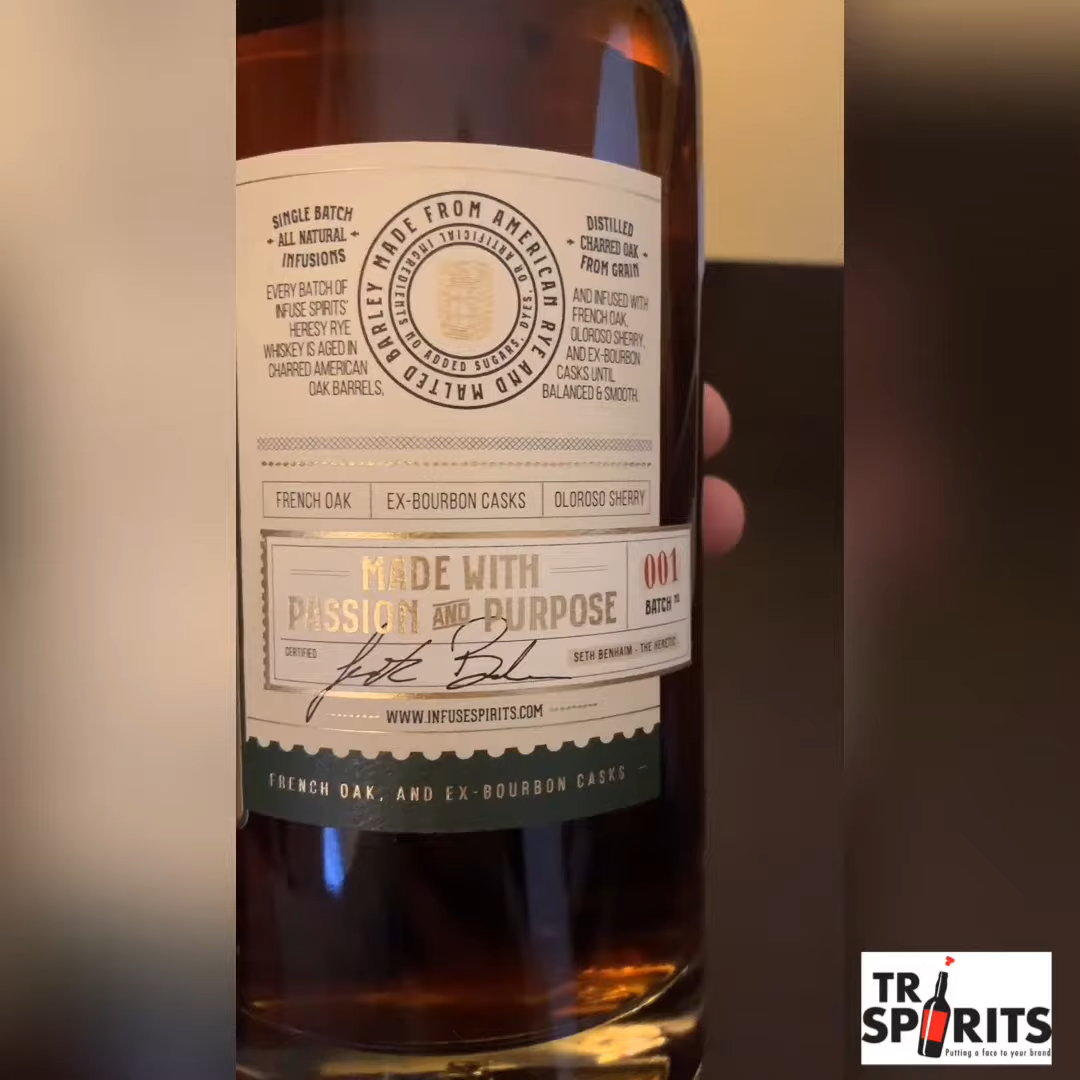 SINGLE BATCH
ALL NATURAL
INFUSIONS
EVERY BATCH OF
INFUSE SPIRITS'
HERESY RYE
WHISKEY IS AGED IN
CHARRED AMERICAN
OAK BARRELS,
MADE FROM AMERICAN RYE AND MALTED BARLEY
NO ADDED SUGARS, DYES, OR ARTIFICIAL INGREDIENTS
DISTILLED
CHARRED OAK
FROM GRAIN
AND INFUSED WITH
FRENCH OAK,
OLOROSO SHERRY,
AND EX-BOURBON
CASKS UNTIL
BALANCED & SMOOTH.
FRENCH OAK
EX-BOURBON CASKS
OLOROSO SHERRY
MADE WITH
PASSION AND PURPOSE
001
BATCH No
CERTIFIED
SETH BENHAIM - THE HERETIC
WWW.INFUSESPIRITS.COM
FRENCH OAK, AND EX-BOURBON CASKS
TR SPIRITS
Putting a face to your brand